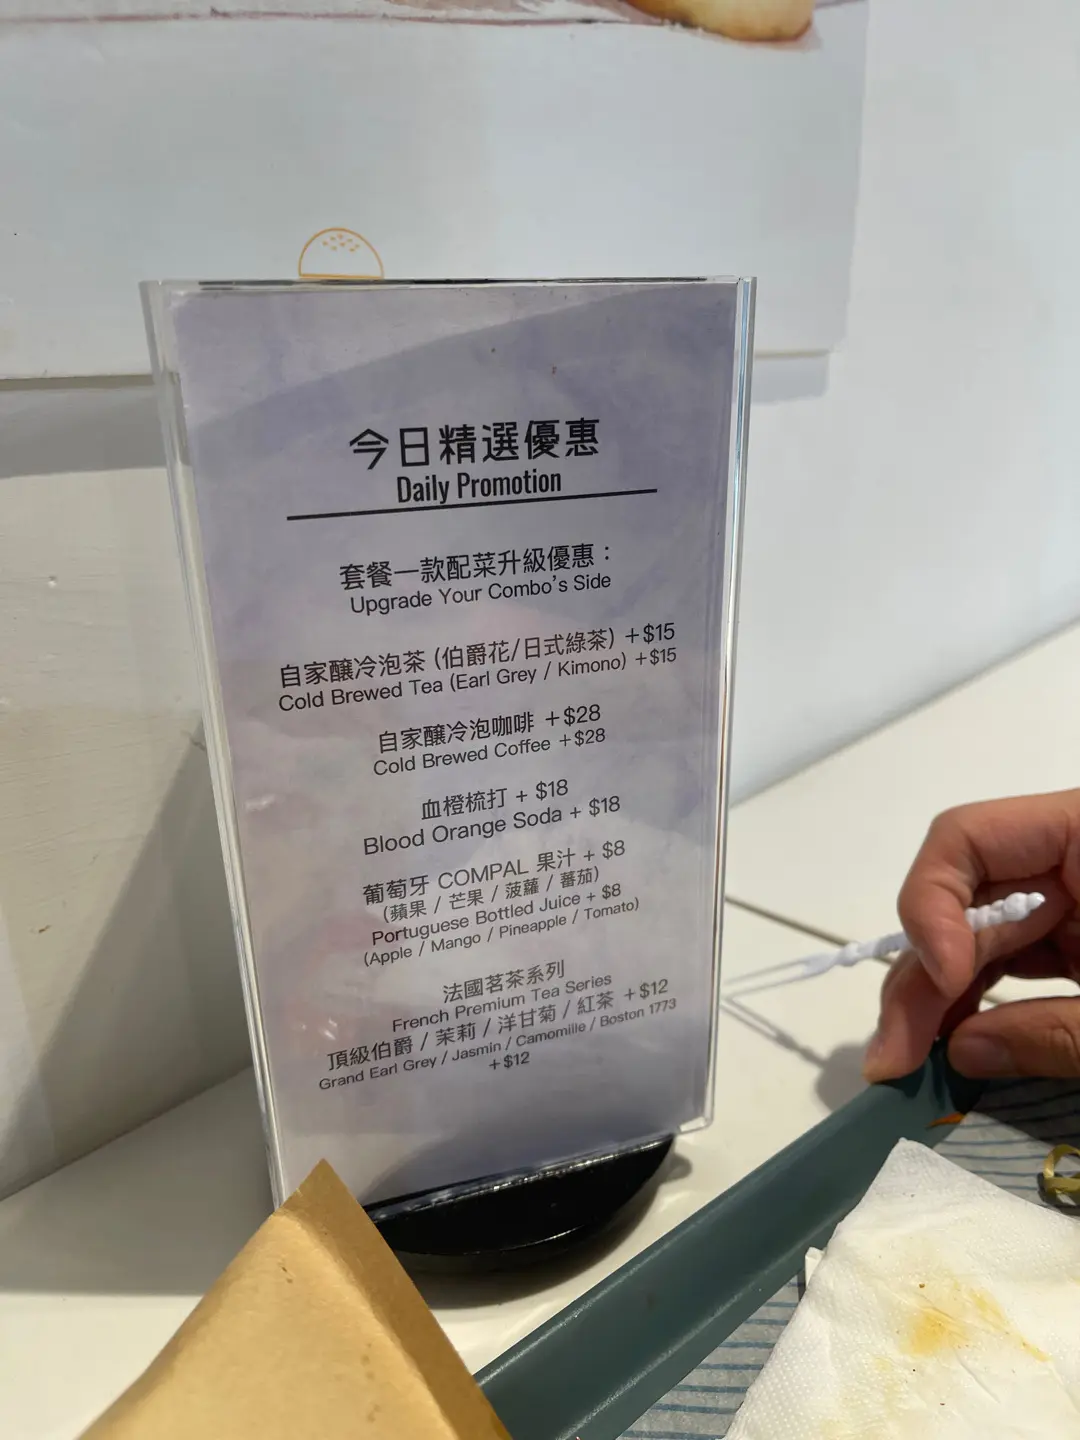 今日精選優惠
Daily Promotion
套餐一款配菜升級優惠：
Upgrade Your Combo's Side
自家釀冷泡茶 (伯爵花/日式綠茶) +$15
Cold Brewed Tea (Earl Grey / Kimono) +$15
自家釀冷泡咖啡 +$28
Cold Brewed Coffee +$28
血橙梳打 + $18
Blood Orange Soda + $18
葡萄牙 COMPAL 果汁 + $8
(蘋果 / 芒果 / 菠蘿 / 蕃茄)
Portuguese Bottled Juice + $8
(Apple / Mango / Pineapple / Tomato)
法國茗茶系列
French Premium Tea Series
頂級伯爵 / 茉莉 / 洋甘菊 / 紅茶 +$12
Grand Earl Grey / Jasmin / Camomille / Boston 1773
+$12